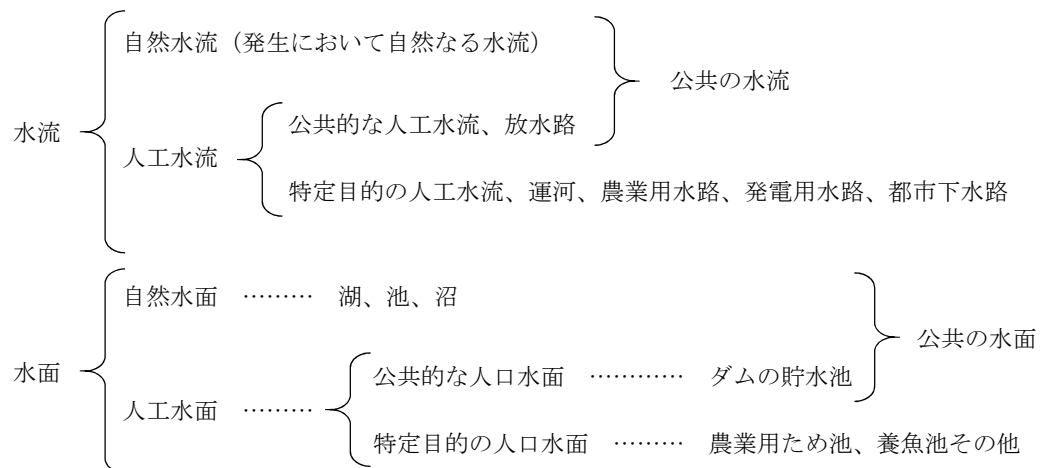 自然水流（発生において自然なる水流）
公共の水流
公共的な人工水流、放水路
水流
人工水流
特定目的の人工水流、運河、農業用水路、発電用水路、都市下水路
自然水面 ……… 湖、池、沼
公共の水面
水面
公共的な人口水面 ………… ダムの貯水池
人工水面 ………
特定目的の人口水面 ……… 農業用ため池、養魚池その他